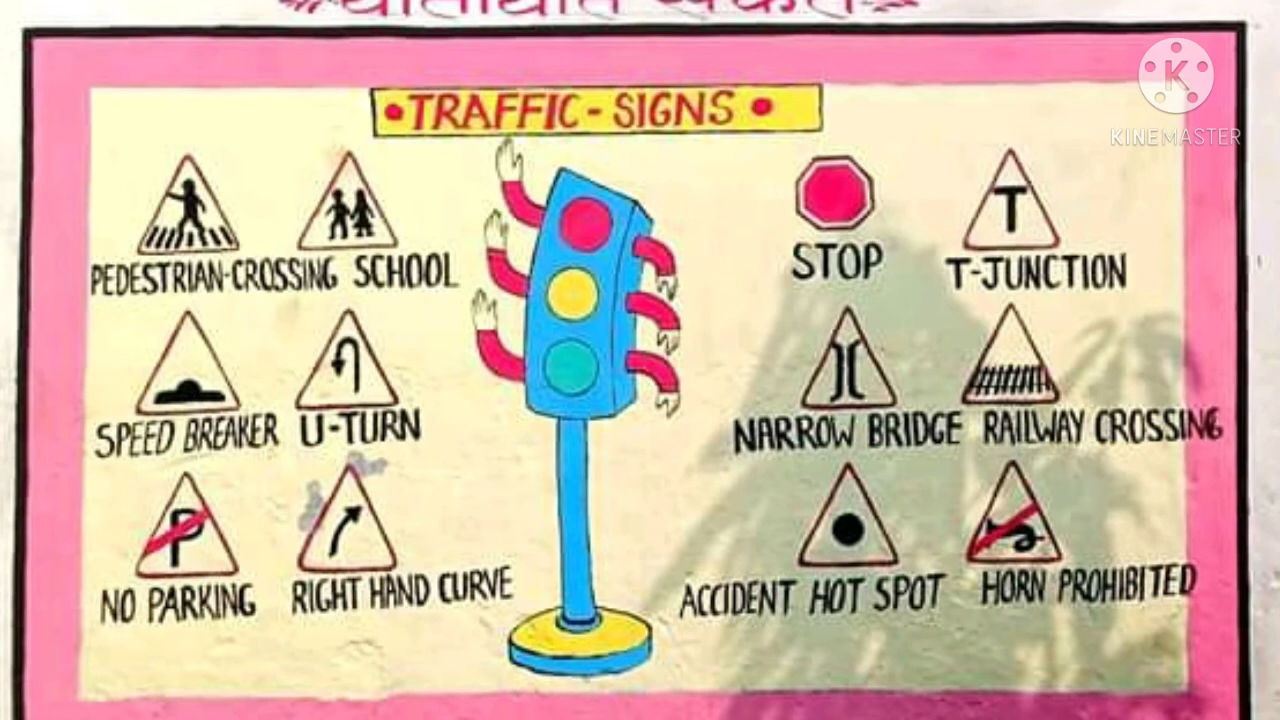 यातायात संकेत
K
KINEMASTER
TRAFFIC-SIGNS
PEDESTRIAN-CROSSING SCHOOL
STOP
T
T-JUNCTION
SPEED BREAKER U-TURN
NARROW BRIDGE RAILWAY CROSSING
P
NO PARKING RIGHT HAND CURVE
ACCIDENT HOT SPOT HORN PROHIBITED